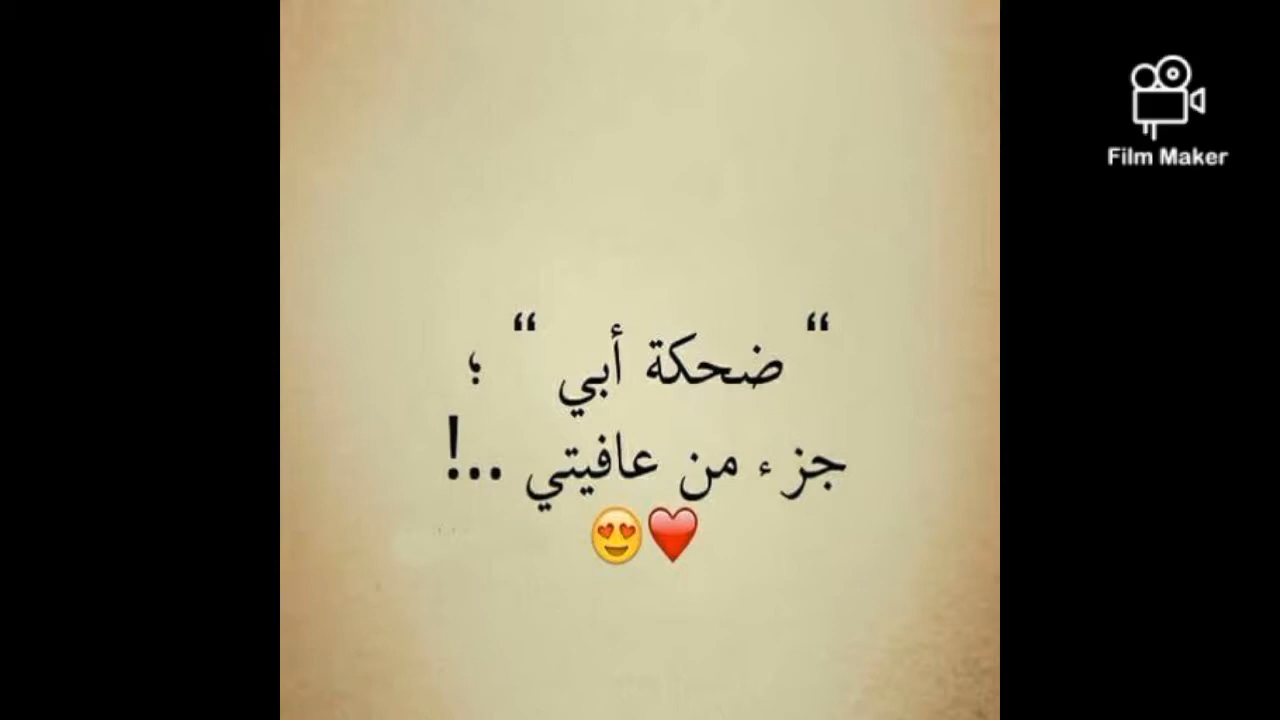 “ ضحكة أبي “ ؛
جزء من عافيتي ..!
❤️😍
Film Maker